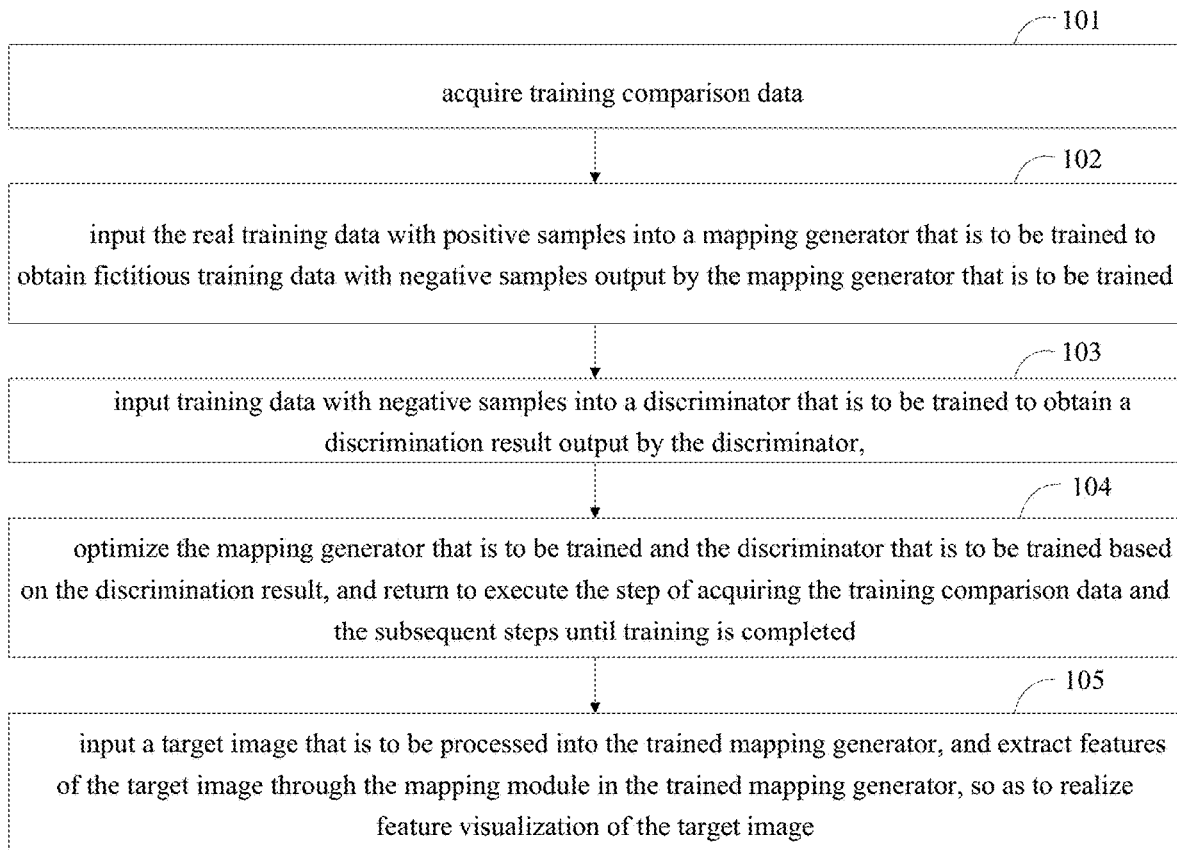 101
acquire training comparison data
102
input the real training data with positive samples into a mapping generator that is to be trained to
obtain fictitious training data with negative samples output by the mapping generator that is to be trained
103
input training data with negative samples into a discriminator that is to be trained to obtain a
discrimination result output by the discriminator,
104
optimize the mapping generator that is to be trained and the discriminator that is to be trained based
on the discrimination result, and return to execute the step of acquiring the training comparison data and
the subsequent steps until training is completed
105
input a target image that is to be processed into the trained mapping generator, and extract features
of the target image through the mapping module in the trained mapping generator, so as to realize
feature visualization of the target image